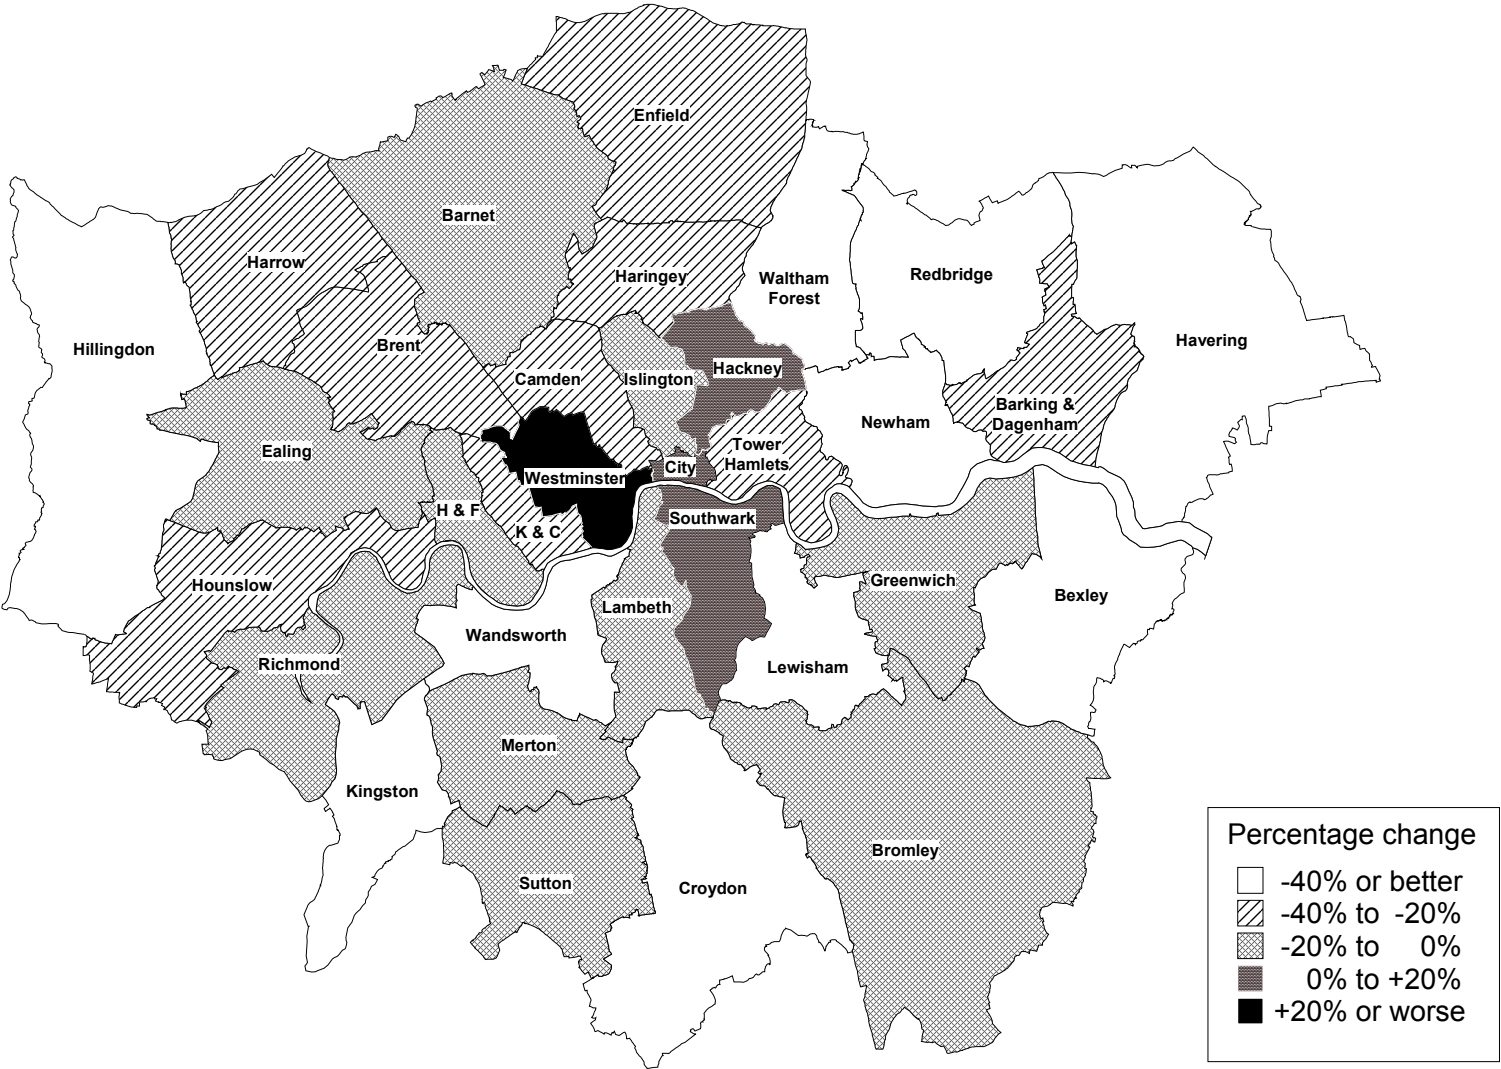 Enfield
Barnet
Harrow
Haringey
Waltham
Forest
Redbridge
Havering
Hillingdon
Brent
Camden
Islington
Hackney
Newham
Barking &
Dagenham
Ealing
Westminster
City
Tower
Hamlets
H & F
K & C
Southwark
Hounslow
Lambeth
Greenwich
Bexley
Wandsworth
Richmond
Lewisham
Merton
Kingston
Bromley
Sutton
Croydon
Percentage change
-40% or better
-40% to -20%
-20% to 0%
0% to +20%
+20% or worse